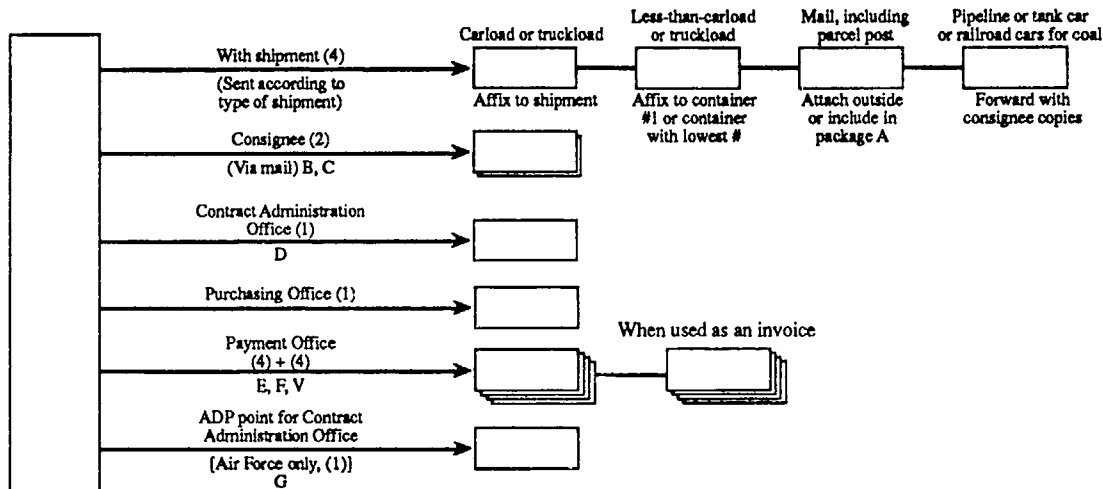 Carload or truckload
Less-than-carload
or truckload
Mail, including
parcel post
Pipeline or tank car
or railroad cars for coal
With shipment (4)
(Sent according to
type of shipment)
Affix to shipment
Affix to container
#1 or container
with lowest #
Attach outside
or include in
package A
Forward with
consignee copies
Consignee (2)
(Via mail) B, C
Contract Administration
Office (1)
D
Purchasing Office (1)
Payment Office
(4) + (4)
E, F, V
When used as an invoice
ADP point for Contract
Administration Office
[Air Force only, (1)]
G